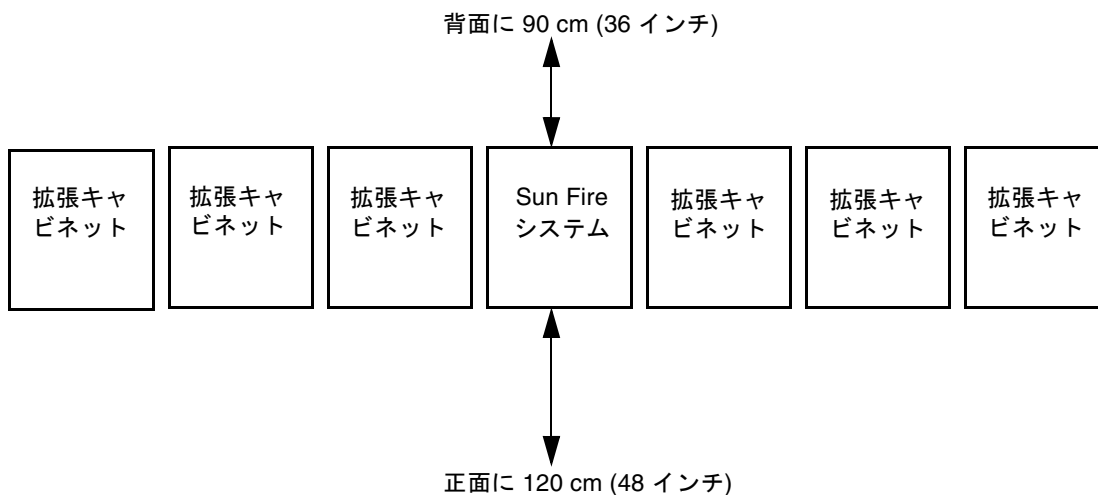 背面に 90 cm (36 インチ)
拡張キャ
ビネット
拡張キャ
ビネット
拡張キャ
ビネット
Sun Fire
システム
拡張キャ
ビネット
拡張キャ
ビネット
拡張キャ
ビネット
正面に 120 cm (48 インチ)